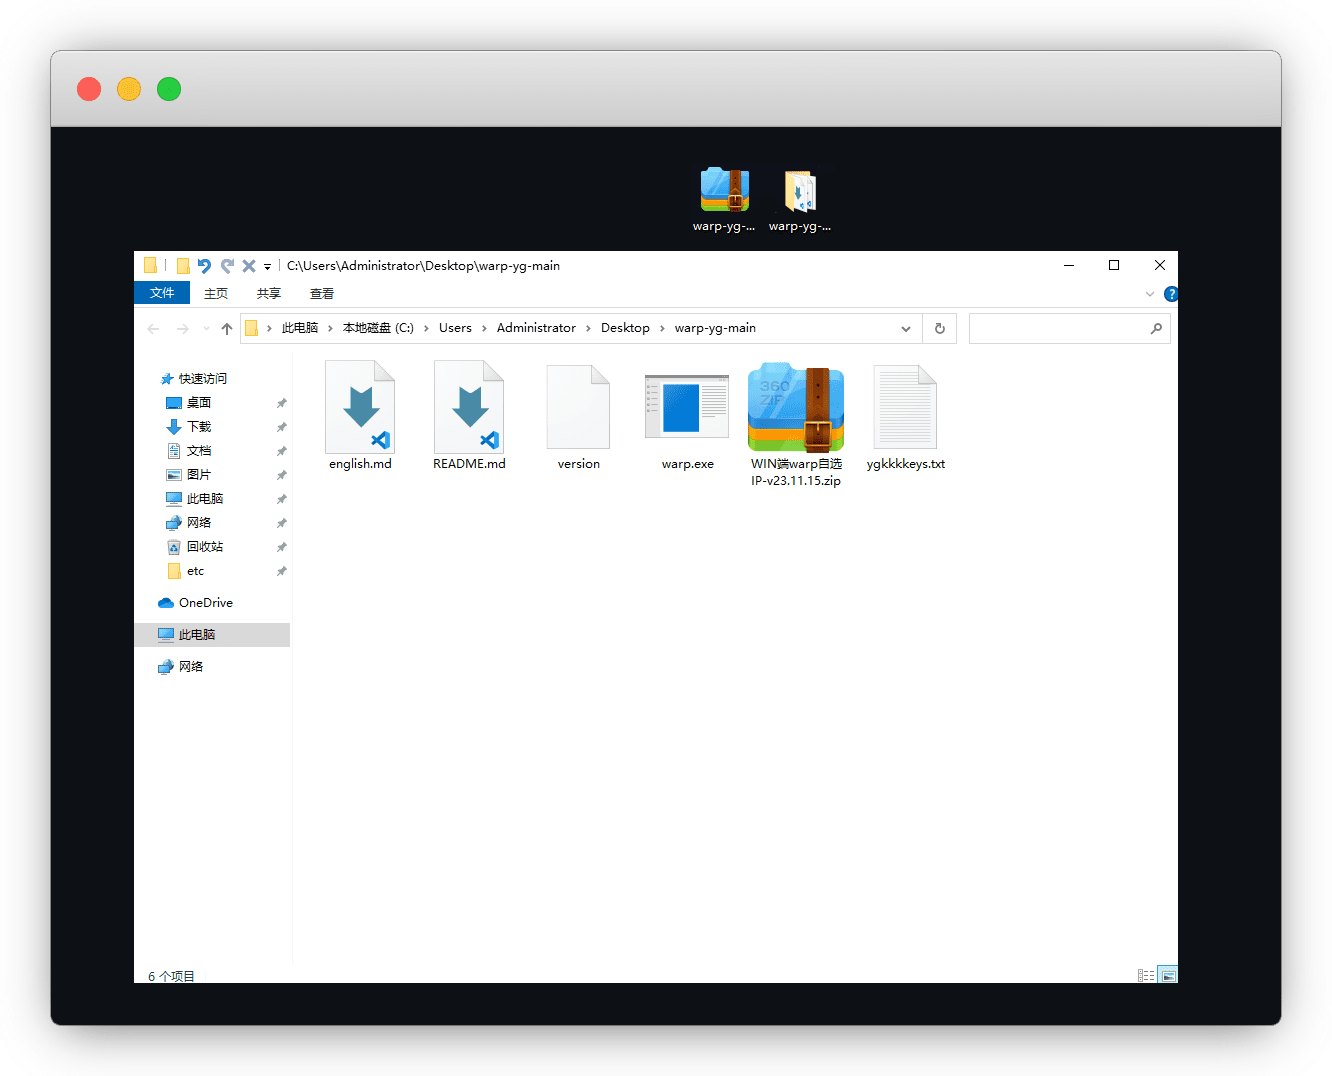 warp-yg-...
warp-yg-...
C:\Users\Administrator\Desktop\warp-yg-main
文件
主页
共享
查看
?
此电脑 › 本地磁盘 (C:) › Users › Administrator › Desktop › warp-yg-main
快速访问
桌面
下载
文档
图片
此电脑
网络
回收站
etc
OneDrive
此电脑
网络
english.md
README.md
version
warp.exe
360
ZIP
WIN端warp自选
IP-v23.11.15.zip
ygkkkkeys.txt
6 个项目